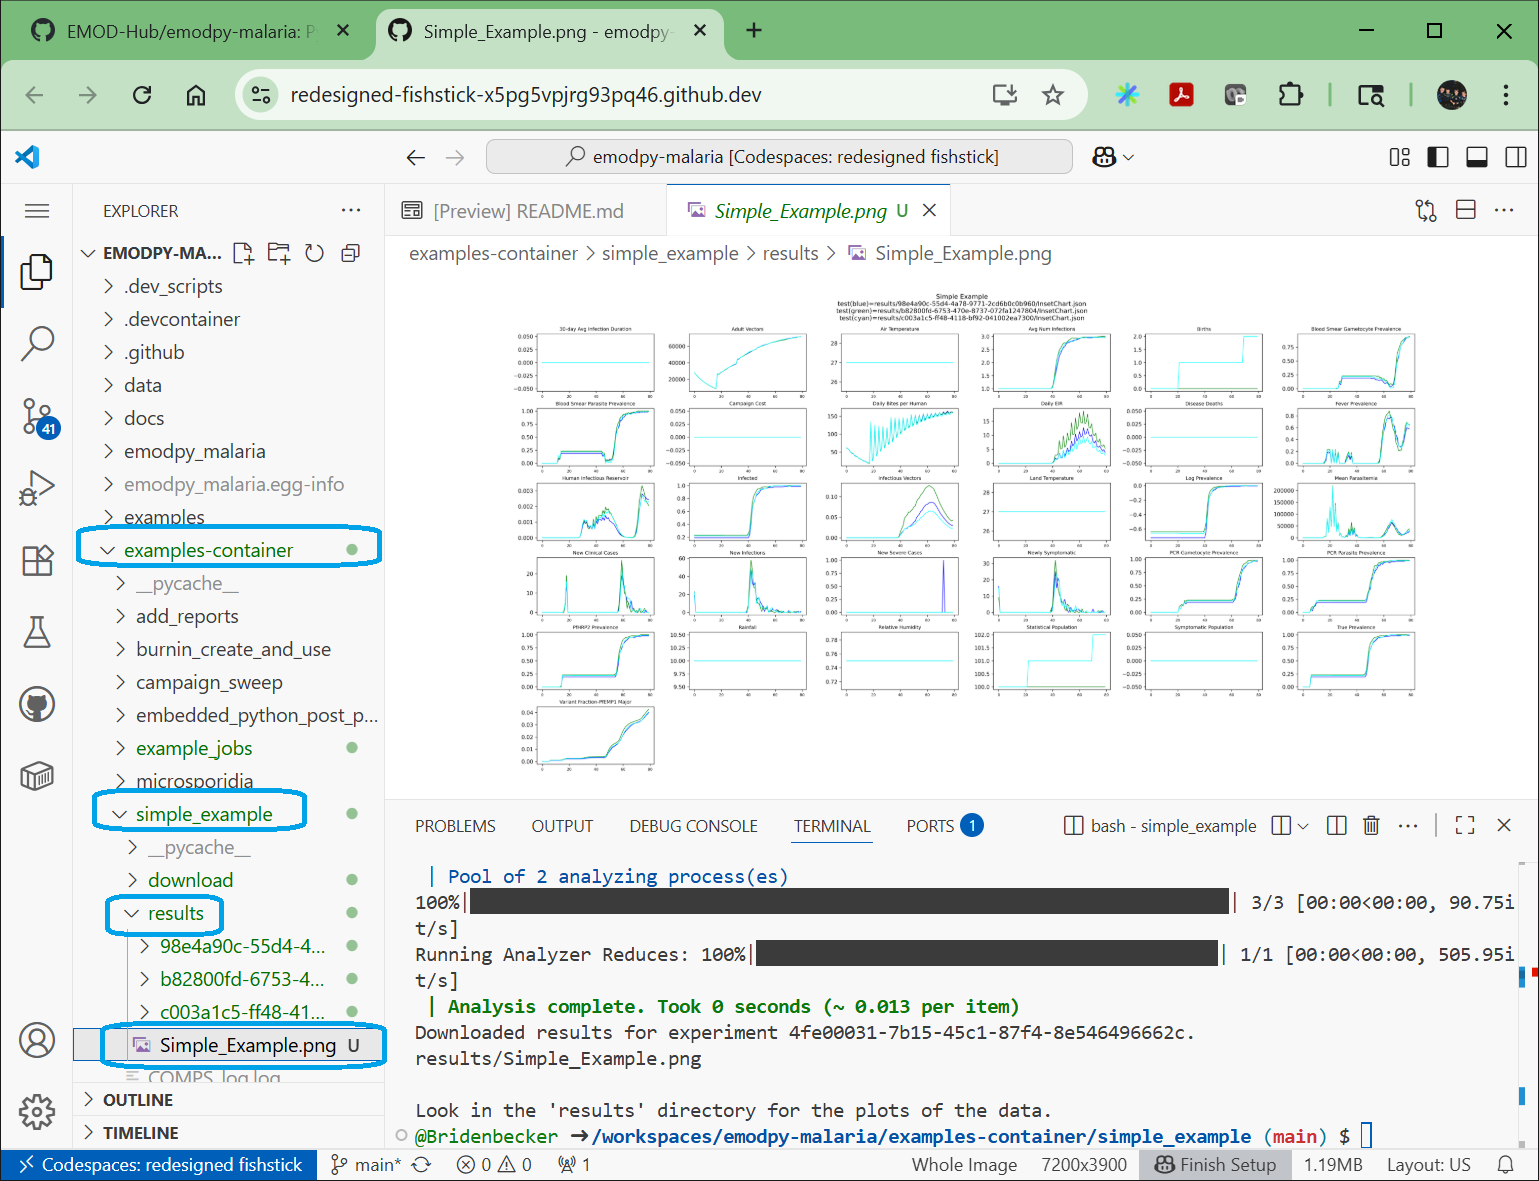 EMOD-Hub/emodpy-malaria: P
Simple_Example.png - emodpy-
redesigned-fishstick-x5pg5vpjrg93pq46.github.dev
emodpy-malaria [Codespaces: redesigned fishstick]
EXPLORER
[Preview] README.md
Simple_Example.png U
EMODPY-MA...
examples-container > simple_example > results > Simple_Example.png
.dev_scripts
.devcontainer
.github
data
docs
emodpy_malaria
emodpy_malaria.egg-info
examples
examples-container
__pycache__
add_reports
burnin_create_and_use
campaign_sweep
embedded_python_post_p...
example_jobs
microsporidia
simple_example
__pycache__
download
results
98e4a90c-55d4-4...
b82800fd-6753-4...
c003a1c5-ff48-41...
Simple_Example.png U
COMPS_log.log
OUTLINE
TIMELINE
41
Simple Example
test(blue)=results/98e4a90c-55d4-4a78-9771-2cd6b0c0b960/InsetChart.json
test(green)=results/b82800fd-6753-470e-8737-072fa1247804/InsetChart.json
test(cyan)=results/c003a1c5-ff48-4118-bf92-041002ea7300/InsetChart.json
30-day Avg Infection Duration
Adult Vectors
Air Temperature
Avg Num Infections
Births
Blood Smear Gametocyte Prevalence
Blood Smear Parasite Prevalence
Campaign Cost
Daily Bites per Human
Daily EIR
Disease Deaths
Fever Prevalence
Human Infectious Reservoir
Infected
Infectious Vectors
Land Temperature
Log Prevalence
Mean Parasitemia
New Clinical Cases
New Infections
New Severe Cases
Newly Symptomatic
PCR Gametocyte Prevalence
PCR Parasite Prevalence
PfHRP2 Prevalence
Rainfall
Relative Humidity
Statistical Population
Symptomatic Population
True Prevalence
Variant Fraction-PfEMP1 Major
PROBLEMS OUTPUT DEBUG CONSOLE TERMINAL PORTS 1
bash - simple_example
| Pool of 2 analyzing process(es)
100%| | 3/3 [00:00<00:00, 90.75i
t/s]
Running Analyzer Reduces: 100%| | 1/1 [00:00<00:00, 505.95i
t/s]
| Analysis complete. Took 0 seconds (~ 0.013 per item)
Downloaded results for experiment 4fe00031-7b15-45c1-87f4-8e546496662c.
results/Simple_Example.png
Look in the 'results' directory for the plots of the data.
@Bridenbecker ➜/workspaces/emodpy-malaria/examples-container/simple_example (main) $
Codespaces: redesigned fishstick
main*
0 0
1
Whole Image
7200x3900
Finish Setup
1.19MB
Layout: US